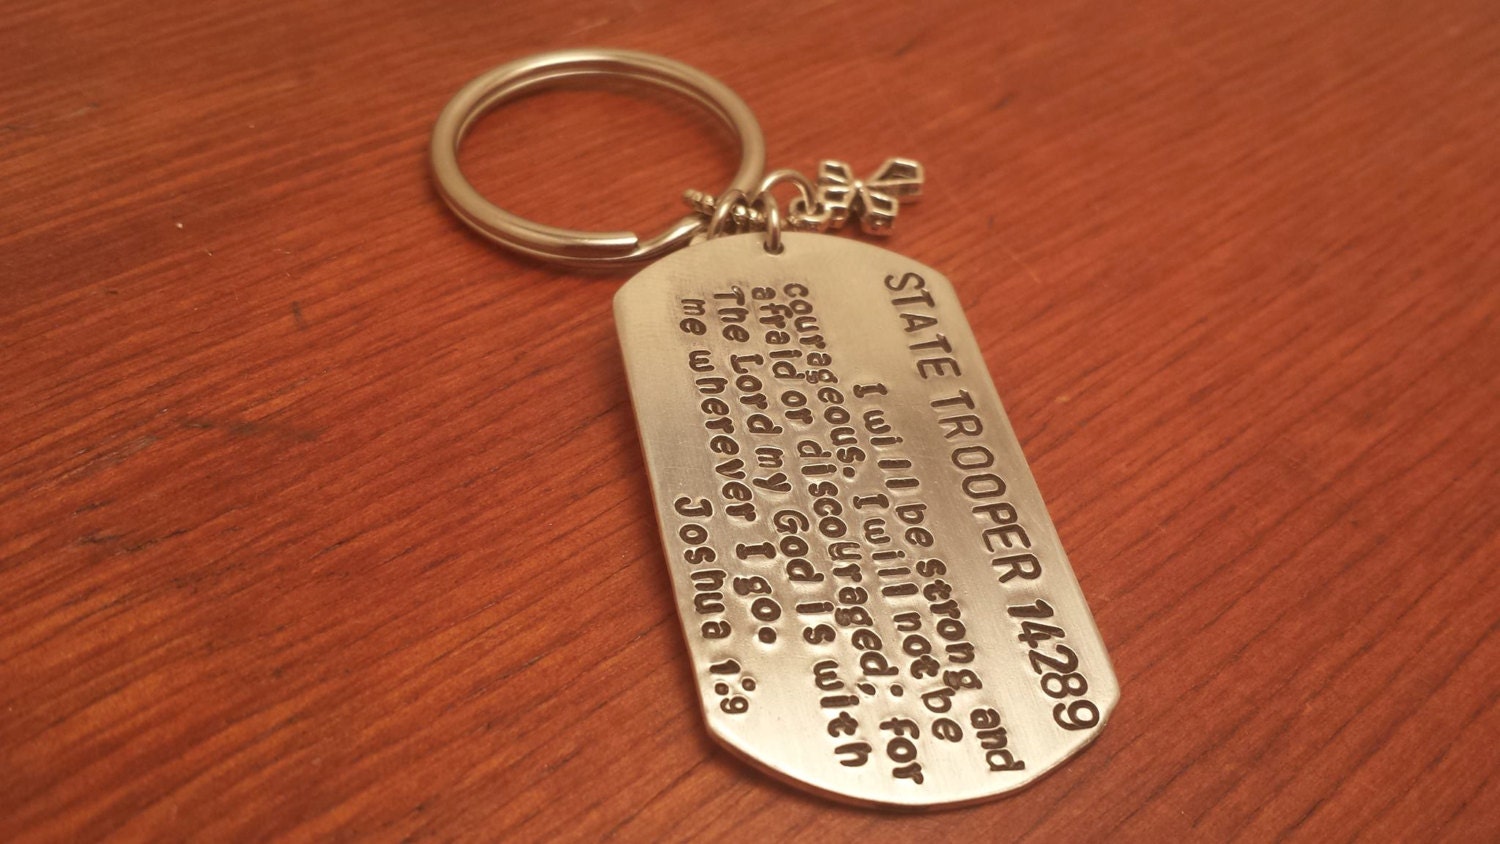 STATE TROOPER 14289
I will be strong and
courageous. I will not be
afraid or discouraged; for
The Lord my God is with
me wherever I go.
Joshua 1:9